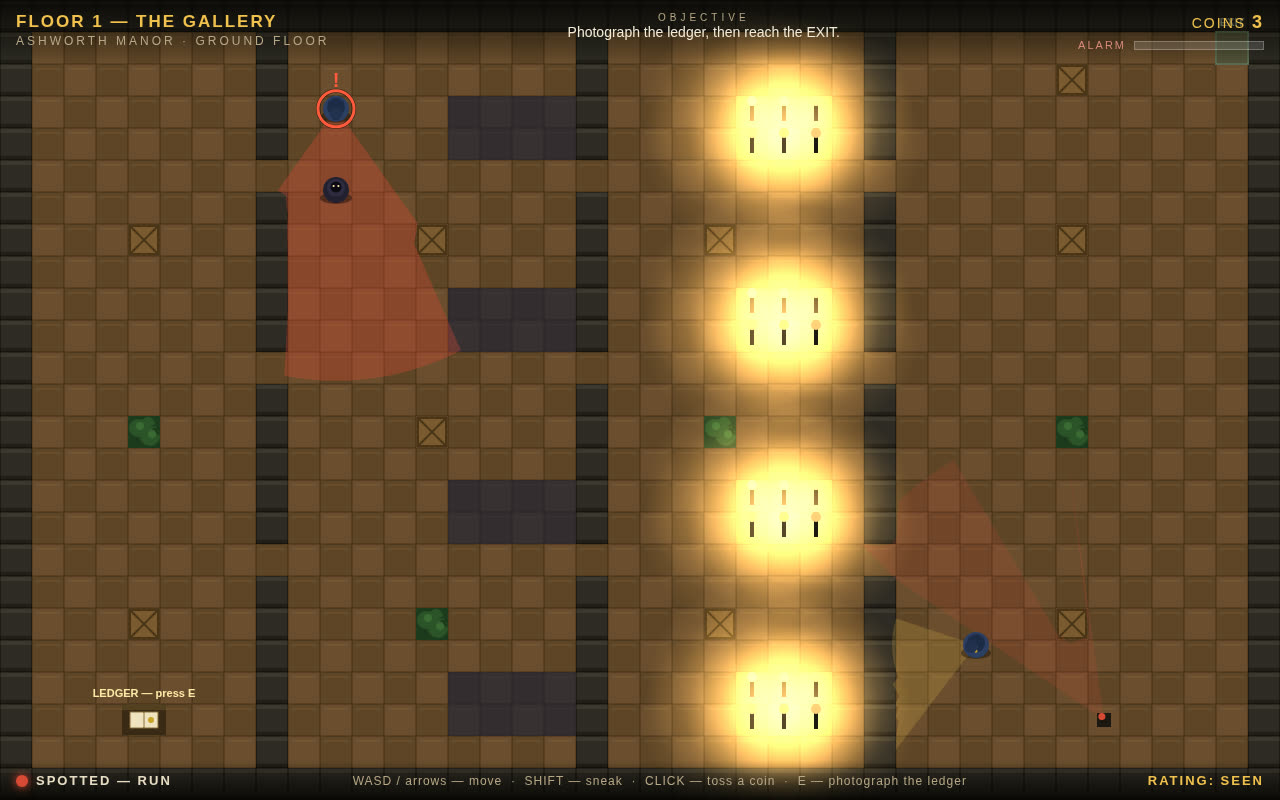 FLOOR 1 — THE GALLERY
ASHWORTH MANOR · GROUND FLOOR
OBJECTIVE
Photograph the ledger, then reach the EXIT.
COINS 3
ALARM
!
LEDGER — press E
SPOTTED — RUN
WASD / arrows — move · SHIFT — sneak · CLICK — toss a coin · E — photograph the ledger
RATING: SEEN